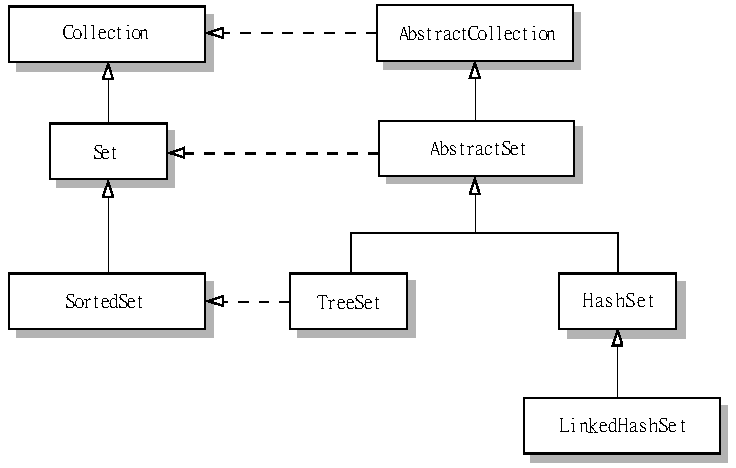 Collection
AbstractCollection
Set
AbstractSet
SortedSet
TreeSet
HashSet
LinkedHashSet